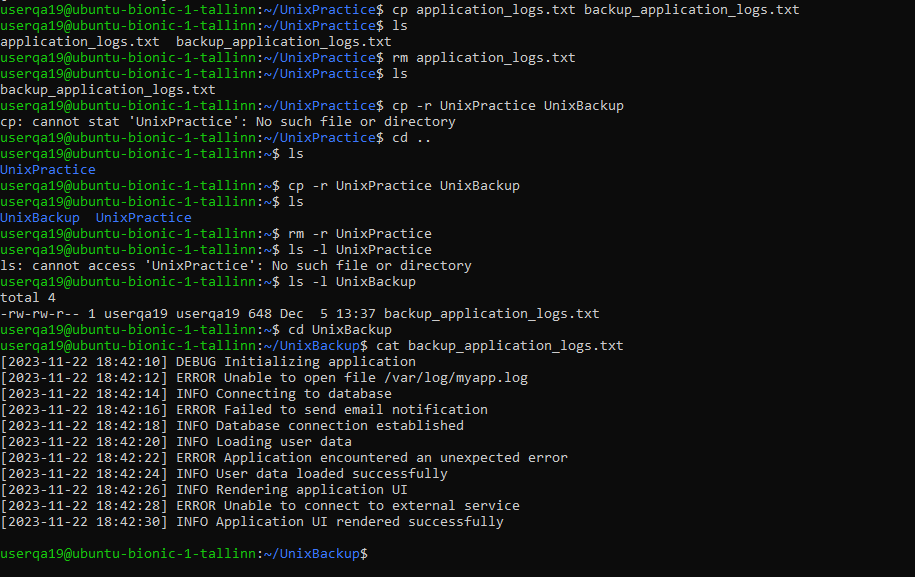 userqa19@ubuntu-bionic-1-tallinn:~/UnixPractice$ cp application_logs.txt backup_application_logs.txt
userqa19@ubuntu-bionic-1-tallinn:~/UnixPractice$ ls
application_logs.txt  backup_application_logs.txt
userqa19@ubuntu-bionic-1-tallinn:~/UnixPractice$ rm application_logs.txt
userqa19@ubuntu-bionic-1-tallinn:~/UnixPractice$ ls
backup_application_logs.txt
userqa19@ubuntu-bionic-1-tallinn:~/UnixPractice$ cp -r UnixPractice UnixBackup
cp: cannot stat 'UnixPractice': No such file or directory
userqa19@ubuntu-bionic-1-tallinn:~/UnixPractice$ cd ..
userqa19@ubuntu-bionic-1-tallinn:~$ ls
UnixPractice
userqa19@ubuntu-bionic-1-tallinn:~$ cp -r UnixPractice UnixBackup
userqa19@ubuntu-bionic-1-tallinn:~$ ls
UnixBackup  UnixPractice
userqa19@ubuntu-bionic-1-tallinn:~$ rm -r UnixPractice
userqa19@ubuntu-bionic-1-tallinn:~$ ls -l UnixPractice
ls: cannot access 'UnixPractice': No such file or directory
userqa19@ubuntu-bionic-1-tallinn:~$ ls -l UnixBackup
total 4
-rw-rw-r-- 1 userqa19 userqa19 648 Dec  5 13:37 backup_application_logs.txt
userqa19@ubuntu-bionic-1-tallinn:~$ cd UnixBackup
userqa19@ubuntu-bionic-1-tallinn:~/UnixBackup$ cat backup_application_logs.txt
[2023-11-22 18:42:10] DEBUG Initializing application
[2023-11-22 18:42:12] ERROR Unable to open file /var/log/myapp.log
[2023-11-22 18:42:14] INFO Connecting to database
[2023-11-22 18:42:16] ERROR Failed to send email notification
[2023-11-22 18:42:18] INFO Database connection established
[2023-11-22 18:42:20] INFO Loading user data
[2023-11-22 18:42:22] ERROR Application encountered an unexpected error
[2023-11-22 18:42:24] INFO User data loaded successfully
[2023-11-22 18:42:26] INFO Rendering application UI
[2023-11-22 18:42:28] ERROR Unable to connect to external service
[2023-11-22 18:42:30] INFO Application UI rendered successfully
userqa19@ubuntu-bionic-1-tallinn:~/UnixBackup$